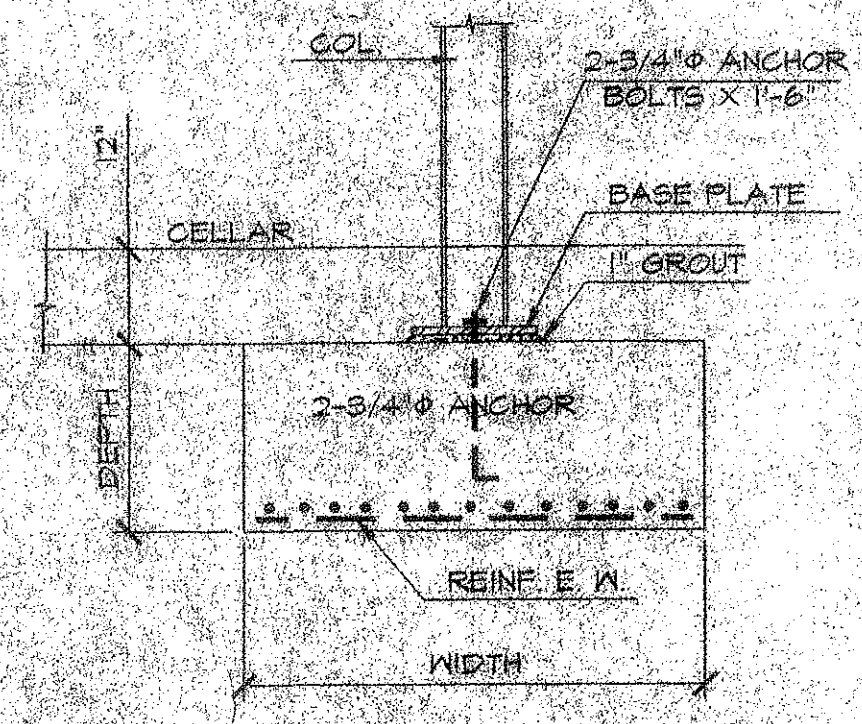 COL.
2-3/4"Φ ANCHOR
BOLTS X 1'-6"
12"
BASE PLATE
CELLAR
1" GROUT
DEPTH
2-3/4"Φ ANCHOR
REINF. E. W.
WIDTH